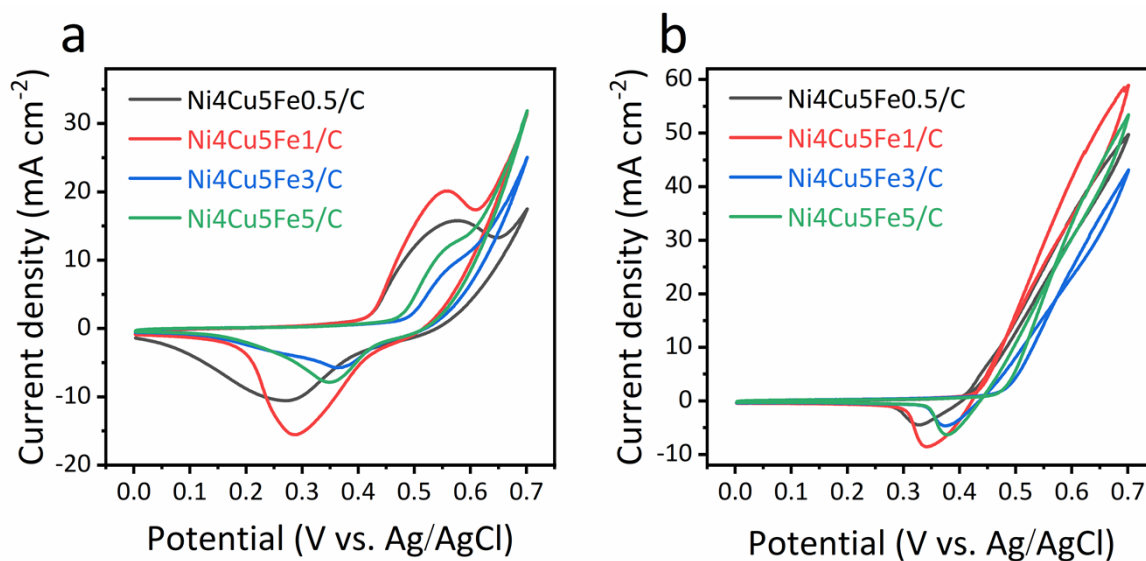 a
Ni4Cu5Fe0.5/C
Ni4Cu5Fe1/C
Ni4Cu5Fe3/C
Ni4Cu5Fe5/C
Current density (mA cm-2)
30
20
10
0
-10
-20
0.0 0.1 0.2 0.3 0.4 0.5 0.6 0.7
Potential (V vs. Ag/AgCl)
b
Ni4Cu5Fe0.5/C
Ni4Cu5Fe1/C
Ni4Cu5Fe3/C
Ni4Cu5Fe5/C
Current density (mA cm-2)
60
50
40
30
20
10
0
-10
0.0 0.1 0.2 0.3 0.4 0.5 0.6 0.7
Potential (V vs. Ag/AgCl)